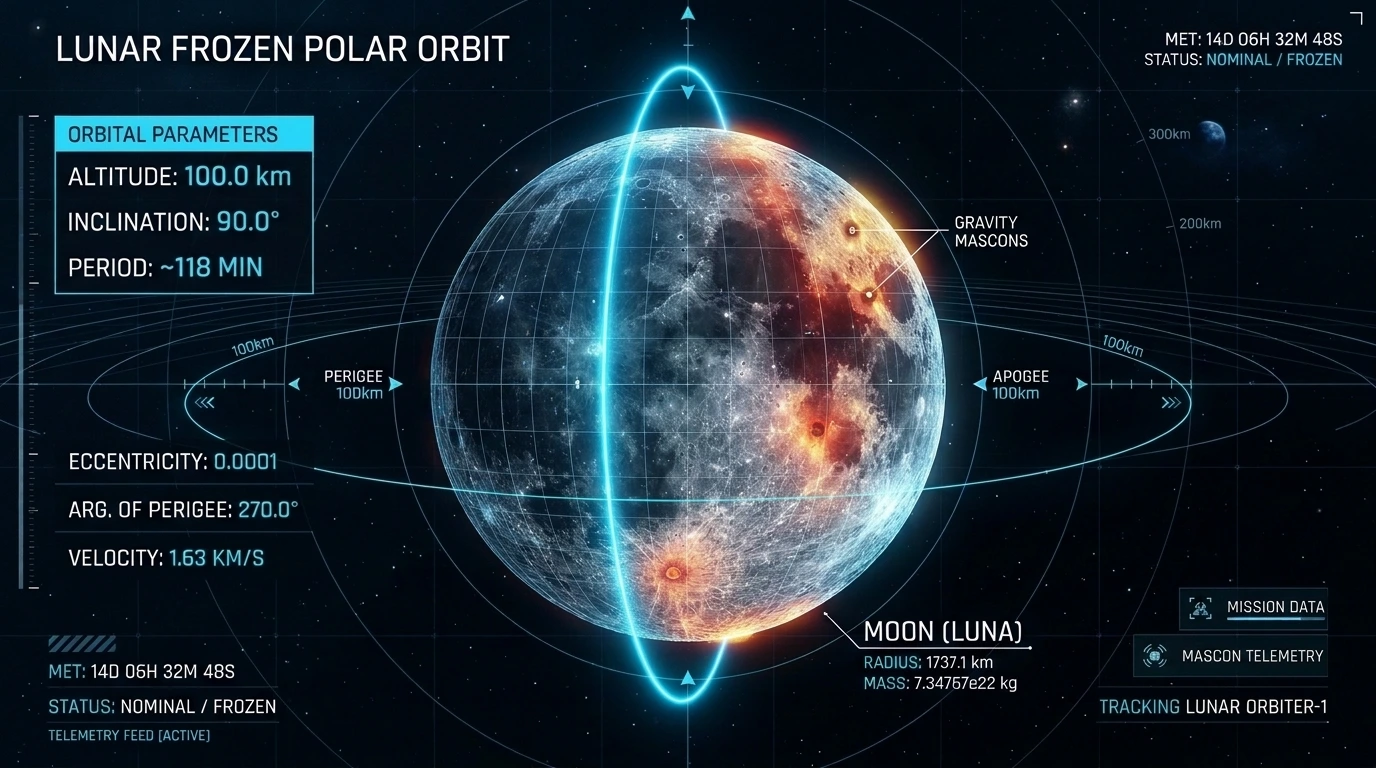 LUNAR FROZEN POLAR ORBIT
MET: 14D 06H 32M 48S
STATUS: NOMINAL / FROZEN
ORBITAL PARAMETERS
ALTITUDE: 100.0 km
INCLINATION: 90.0°
PERIOD: ~118 MIN
300km
200km
GRAVITY
MASCONS
100km
100km
PERIGEE
100km
APOGEE
100km
ECCENTRICITY: 0.0001
ARG. OF PERIGEE: 270.0°
VELOCITY: 1.63 KM/S
MOON (LUNA)
RADIUS: 1737.1 km
MASS: 7.34767e22 kg
MISSION DATA
MASCON TELEMETRY
TRACKING LUNAR ORBITER-1
MET: 14D 06H 32M 48S
STATUS: NOMINAL / FROZEN
TELEMETRY FEED [ACTIVE]